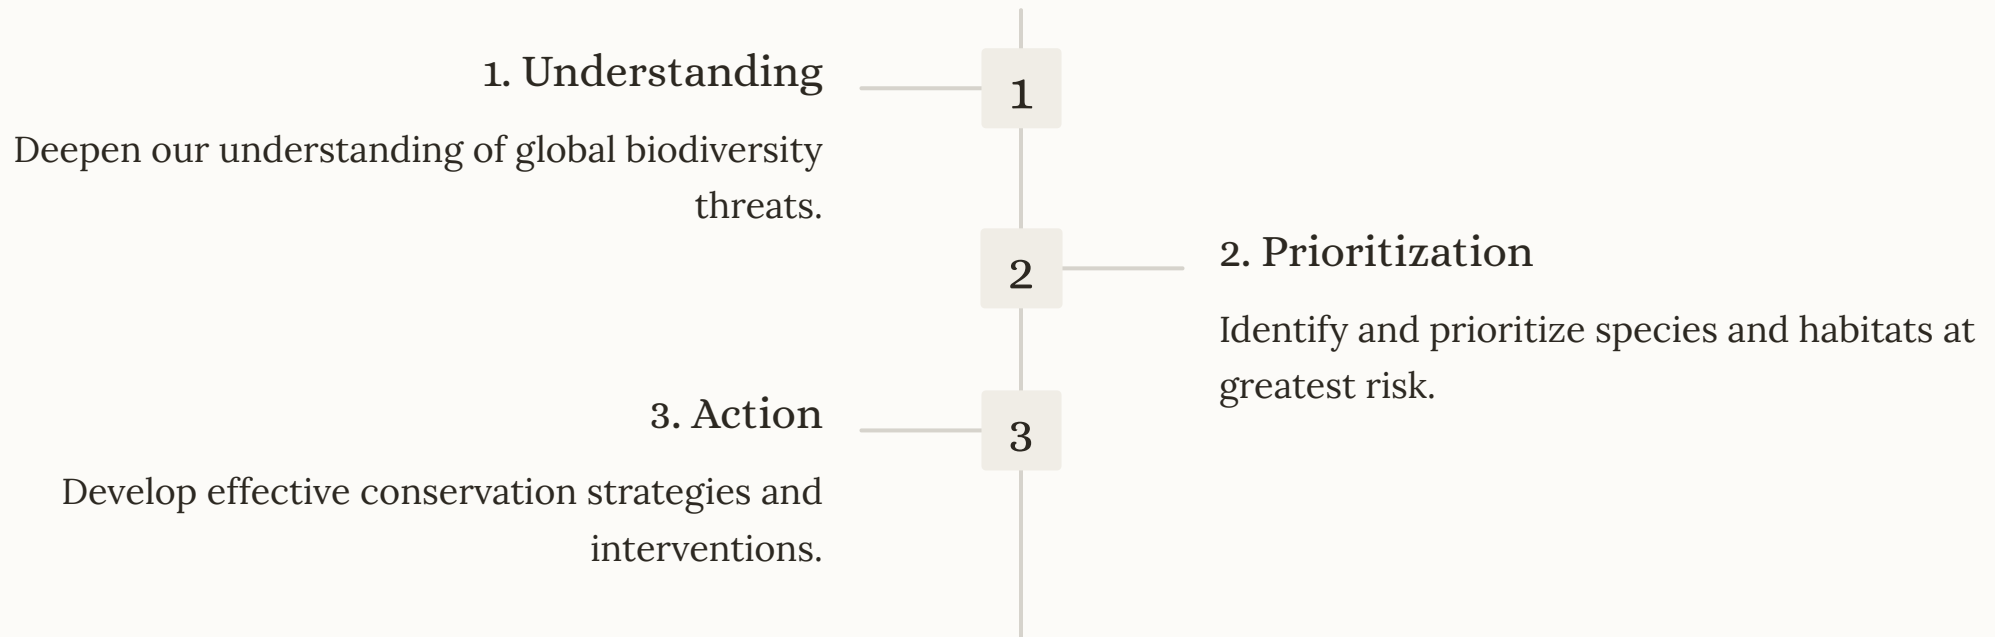 1. Understanding
1
Deepen our understanding of global biodiversity
threats.
2. Prioritization
2
Identify and prioritize species and habitats at
greatest risk.
3. Action
3
Develop effective conservation strategies and
interventions.